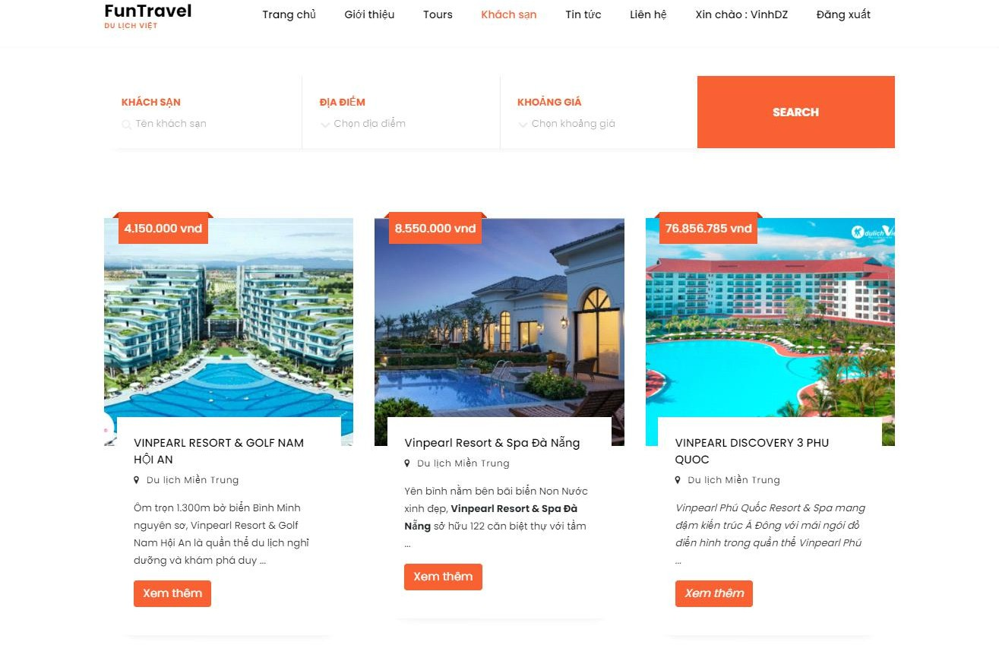 FunTravel
DU LỊCH VIỆT
Trang chủ
Giới thiệu
Tours
Khách sạn
Tin tức
Liên hệ
Xin chào : VinhDZ
Đăng xuất
KHÁCH SẠN
Tên khách sạn
ĐỊA ĐIỂM
Chọn địa điểm
KHOẢNG GIÁ
Chọn khoảng giá
SEARCH
4.150.000 vnd
VINPEARL RESORT & GOLF NAM
HỘI AN
Du lịch Miền Trung
Ôm trọn 1.300m bờ biển Bình Minh
nguyên sơ, Vinpearl Resort & Golf
Nam Hội An là quần thể du lịch nghỉ
dưỡng và khám phá duy ...
Xem thêm
8.550.000 vnd
Vinpearl Resort & Spa Đà Nẵng
Du lịch Miền Trung
Yên bình nằm bên bãi biển Non Nước
xinh đẹp, Vinpearl Resort & Spa Đà
Nẵng sở hữu 122 căn biệt thự với tầm
...
Xem thêm
76.856.785 vnd
dulich Vi
VINPEARL DISCOVERY 3 PHU
QUOC
Du lịch Miền Trung
Vinpearl Phú Quốc Resort & Spa mang
đậm kiến trúc Á Đông với mái ngói đỏ
điển hình trong quần thể Vinpearl Phú
...
Xem thêm